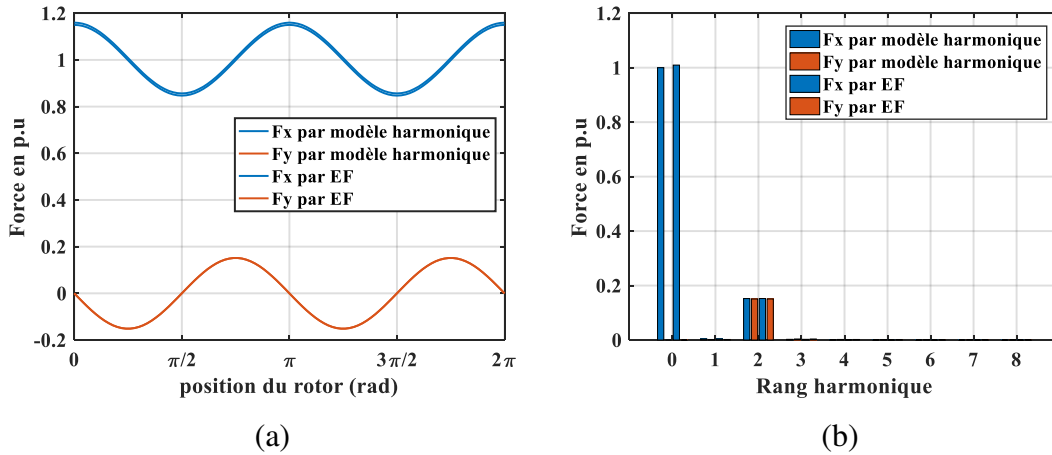 Force en p.u
1.2
1
0.8
0.6
0.4
0.2
0
-0.2
Fx par modèle harmonique
Fy par modèle harmonique
Fx par EF
Fy par EF
0
π/2
π
3π/2
2π
position du rotor (rad)
(a)
Force en p.u
1.2
1
0.8
0.6
0.4
0.2
0
Fx par modèle harmonique
Fy par modèle harmonique
Fx par EF
Fy par EF
0 1 2 3 4 5 6 7 8
Rang harmonique
(b)